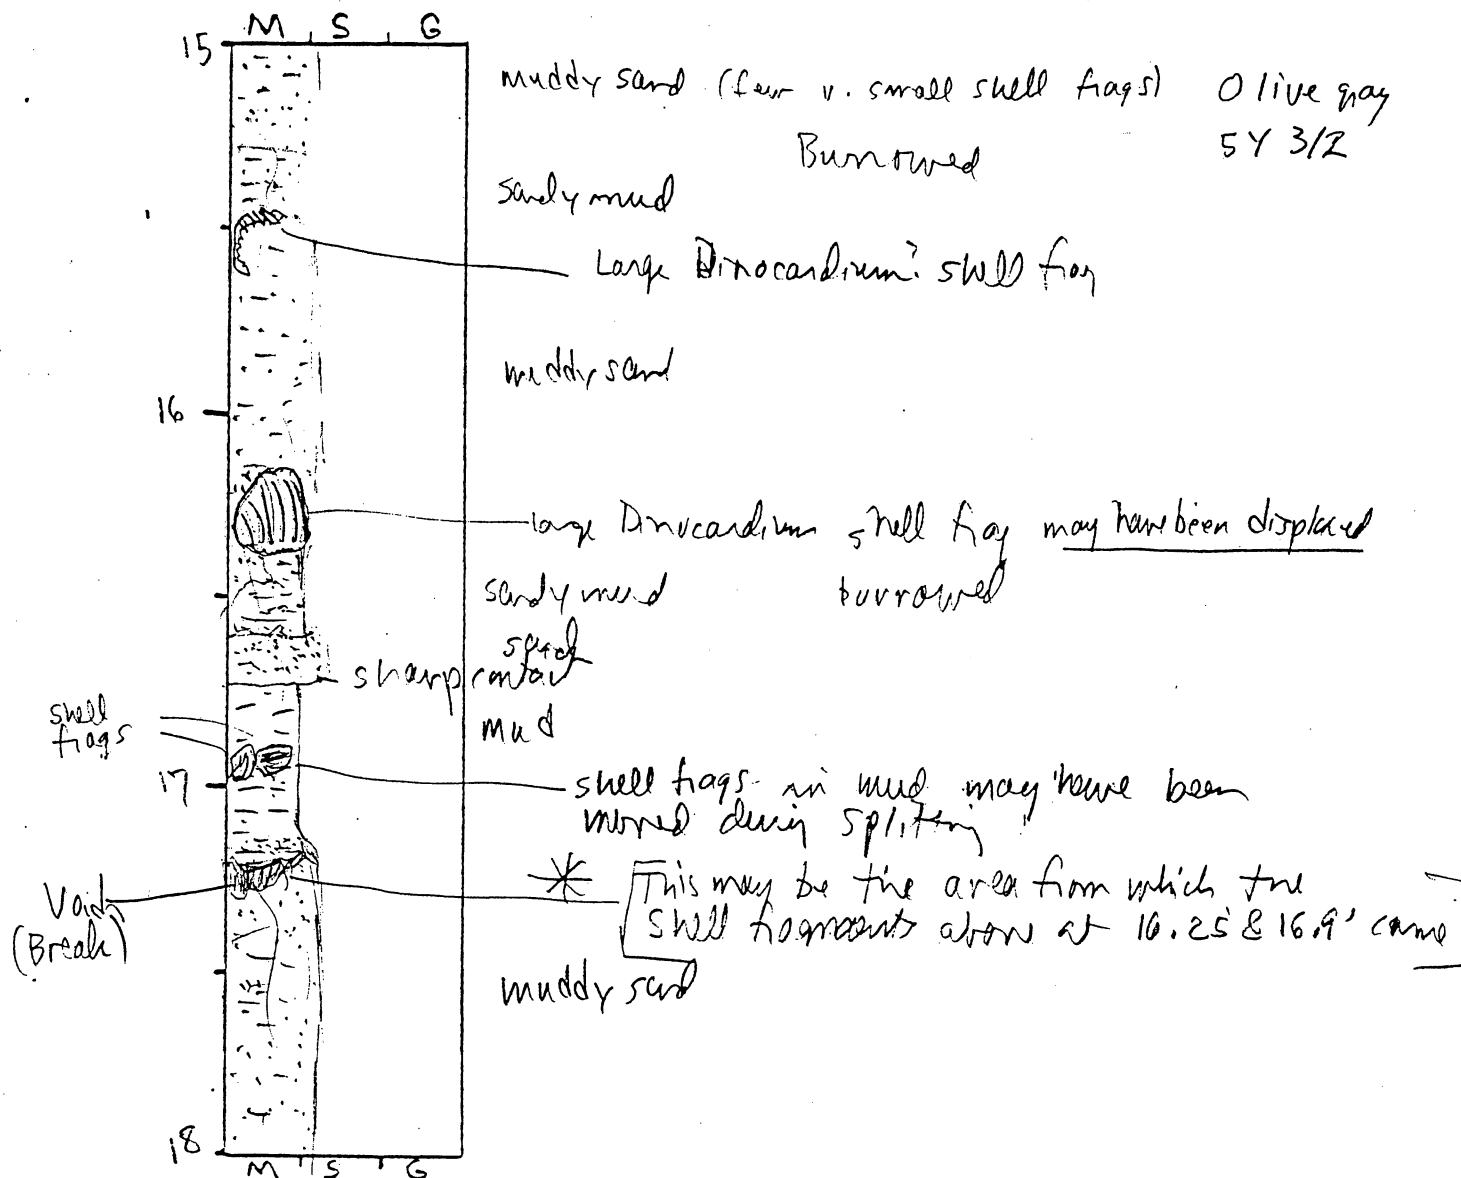 M S G
15
muddy sand (few v. small shell frags) Olive gray
5Y 3/2
Burrowed
sandy mud
Large Dinocardium? shell frag
muddy sand
16
large Dinocardium shell frag may have been displaced
sandy mud burrowed
sand
sharp contact
shell
frags
mud
17
shell frags in mud may have been
moved during splitting
Void
(Break)
* This may be the area from which the
shell fragments above at 16.25 & 16.9' came
muddy sand
18
M S G